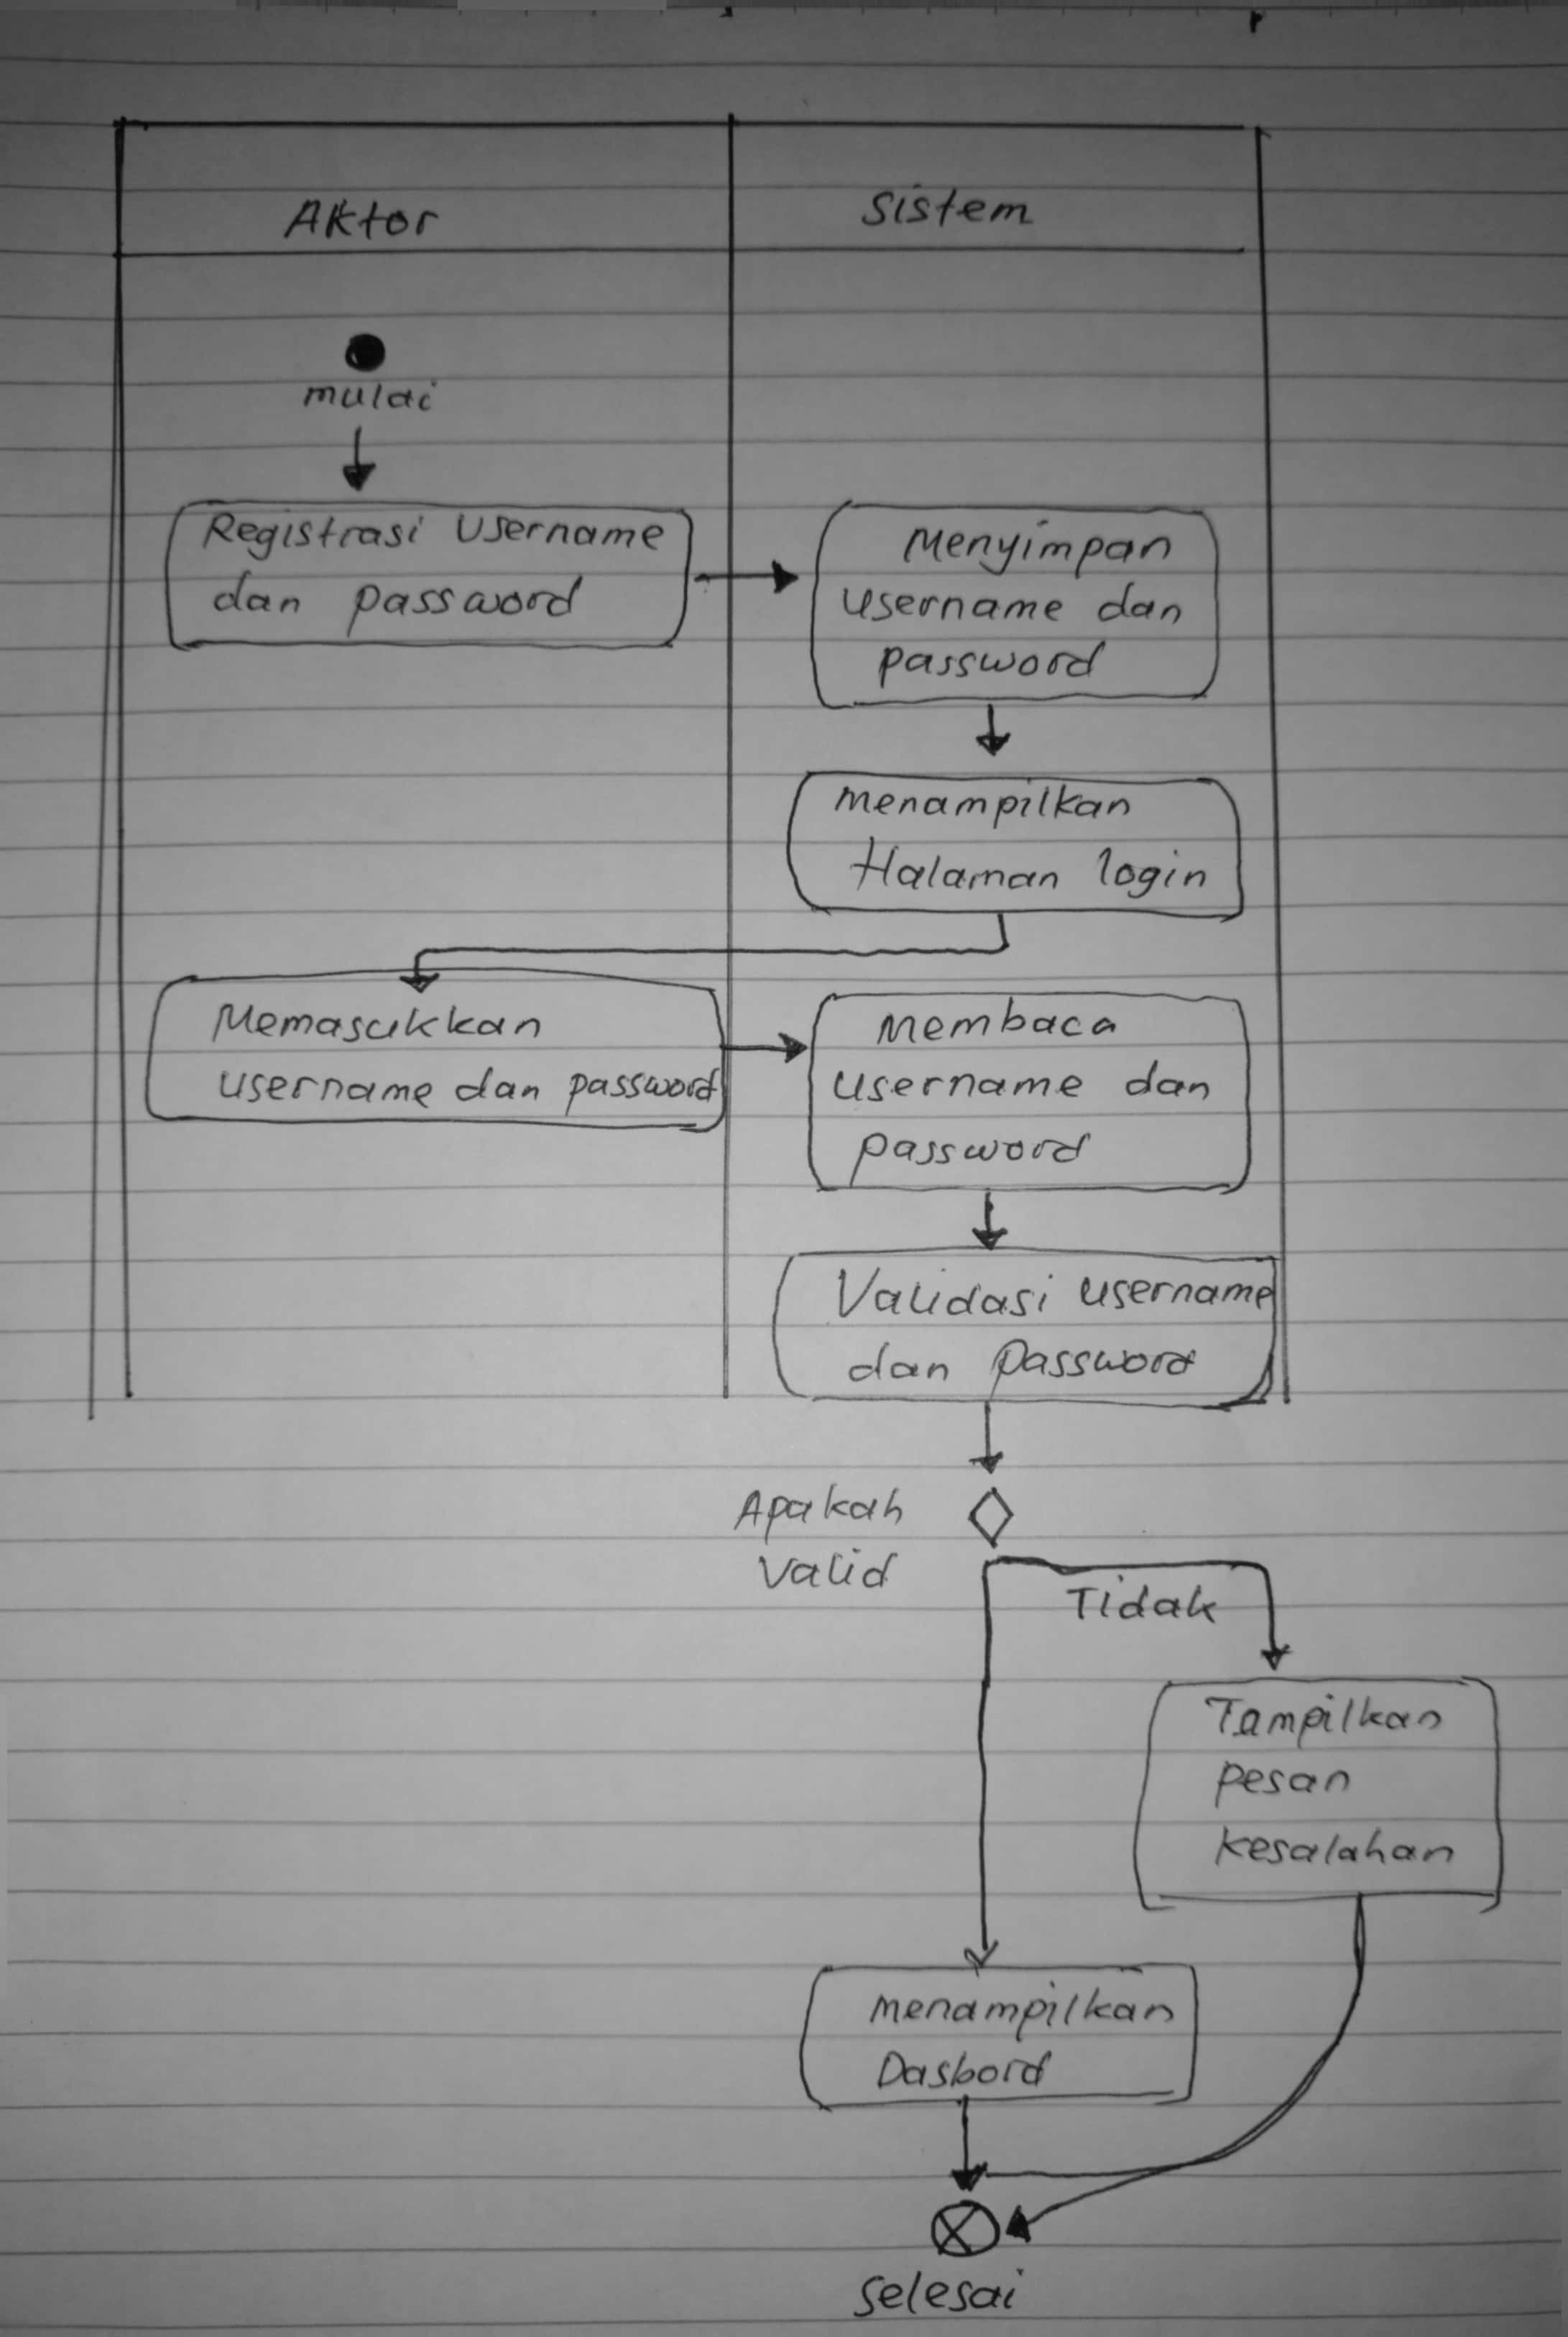 Aktor
Sistem
mulai
Registrasi Username
dan password
Menyimpan
username dan
password
menampilkan
Halaman login
Memasukkan
username dan password
Membaca
username dan
password
Validasi username
dan password
Apakah
Valid
Tidak
Tampilkan
pesan
kesalahan
menampilkan
Dasbord
selesai